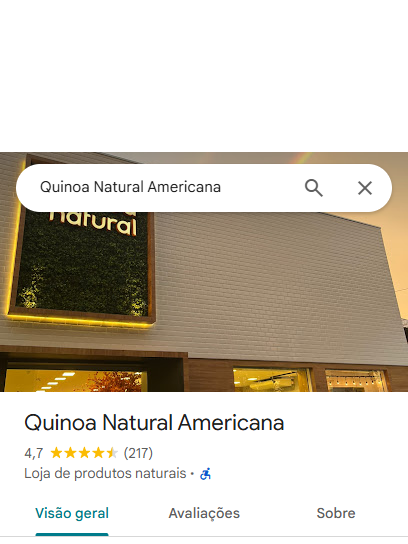 Quinoa Natural Americana
natural
Quinoa Natural Americana
4,7 (217)
Loja de produtos naturais ·
Visão geral Avaliações Sobre